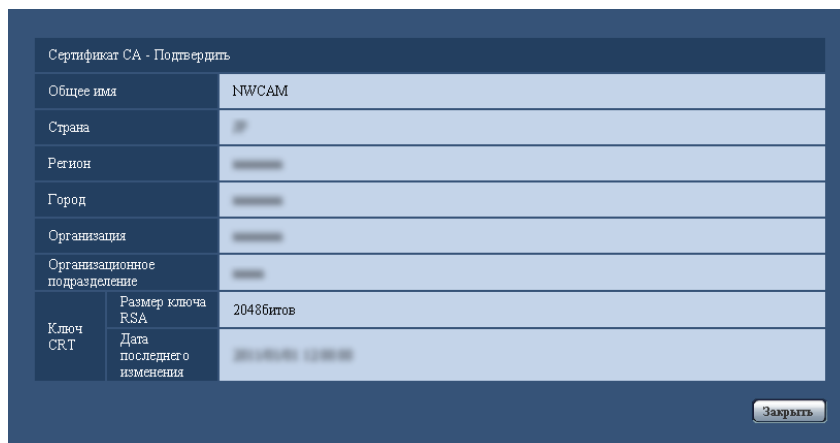 Сертификат CA - Подтвердить
Общее имя
NWCAM
Страна
Регион
Город
Организация
Организационное
подразделение
Ключ
CRT
Размер ключа
RSA
2048битов
Дата
последнего
изменения
Закрыть